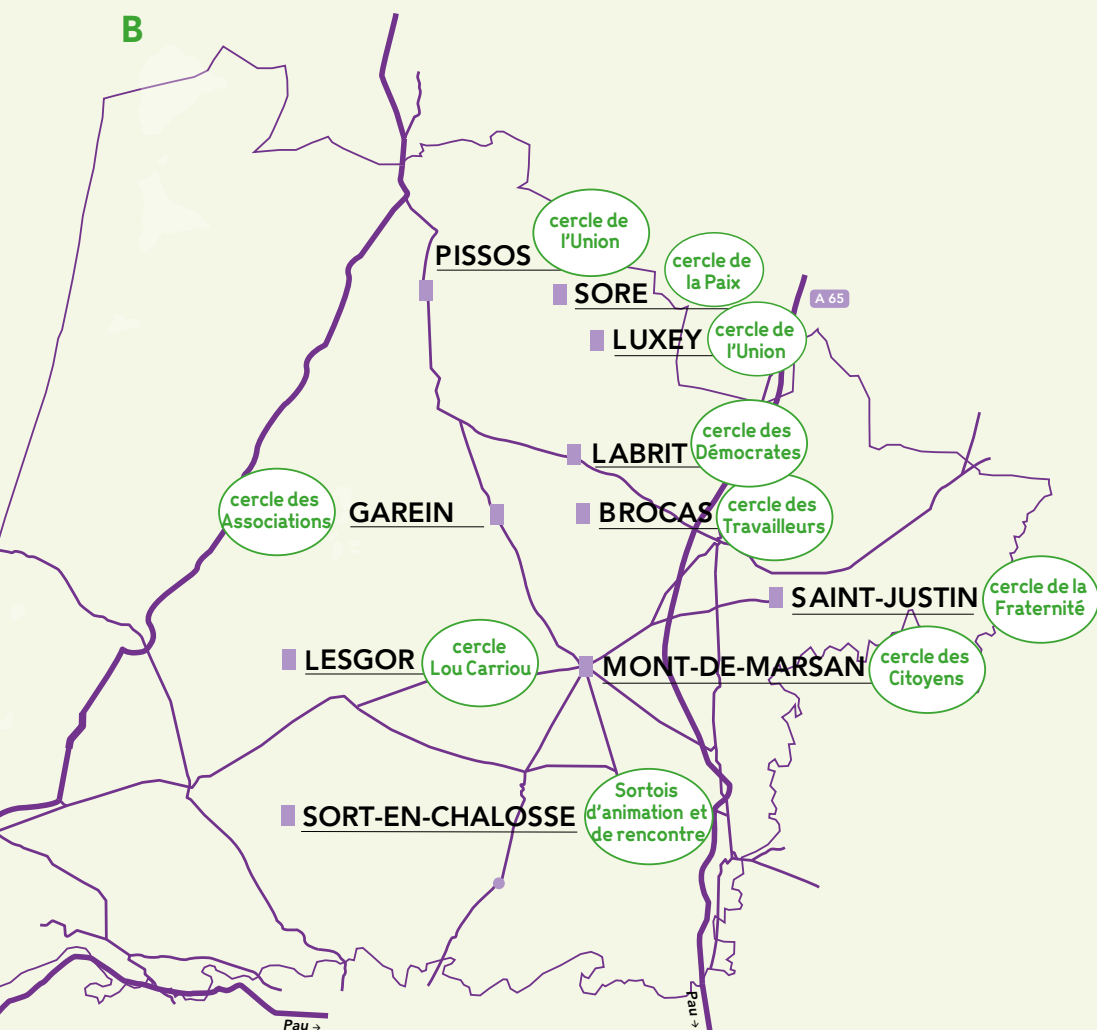 B
cercle de
l'Union
PISSOS
cercle de
la Paix
SORE
A 65
LUXEY
cercle de
l'Union
LABRIT
cercle des
Démocrates
cercle des
Associations
GAREIN
BROCAS
cercle des
Travailleurs
SAINT-JUSTIN
cercle de la
Fraternité
LESGOR
cercle
Lou Carriou
MONT-DE-MARSAN
cercle des
Citoyens
SORT-EN-CHALOSSE
Sortois
d'animation et
de rencontre
Pau →
Pau →